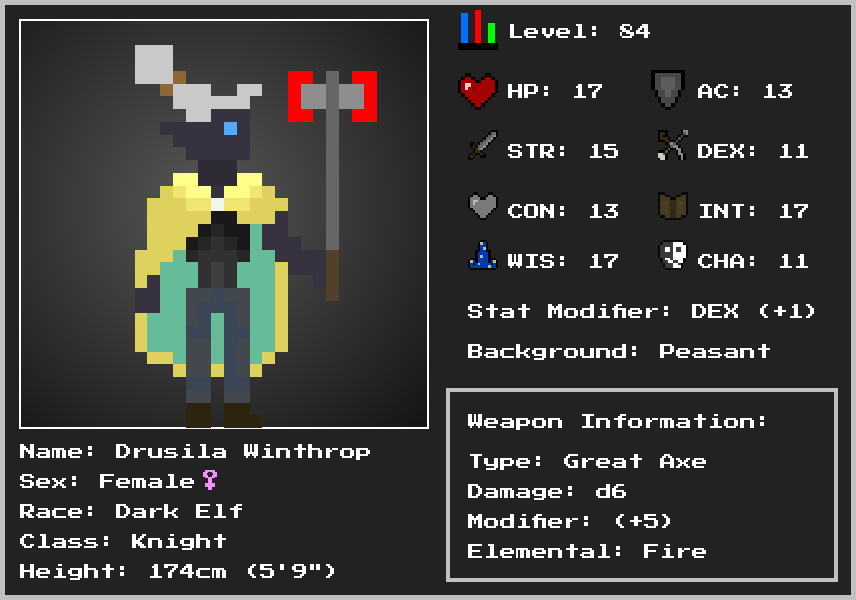 Level: 84
HP: 17
AC: 13
STR: 15
DEX: 11
CON: 13
INT: 17
WIS: 17
CHA: 11
Stat Modifier: DEX (+1)
Background: Peasant
Weapon Information:
Type: Great Axe
Damage: d6
Modifier: (+5)
Elemental: Fire
Name: Drusila Winthrop
Sex: Female♀
Race: Dark Elf
Class: Knight
Height: 174cm (5'9")